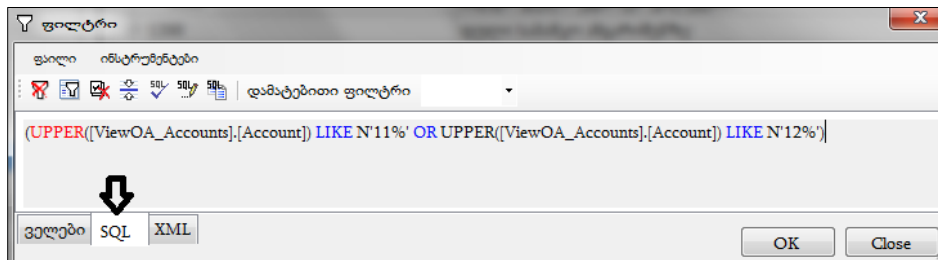 ფილტრი
ფაილი ინსტრუმენტები
დამატებითი ფილტრი
(UPPER([ViewOA_Accounts].[Account]) LIKE N'11%' OR UPPER([ViewOA_Accounts].[Account]) LIKE N'12%')
ველები SQL XML
OK Close